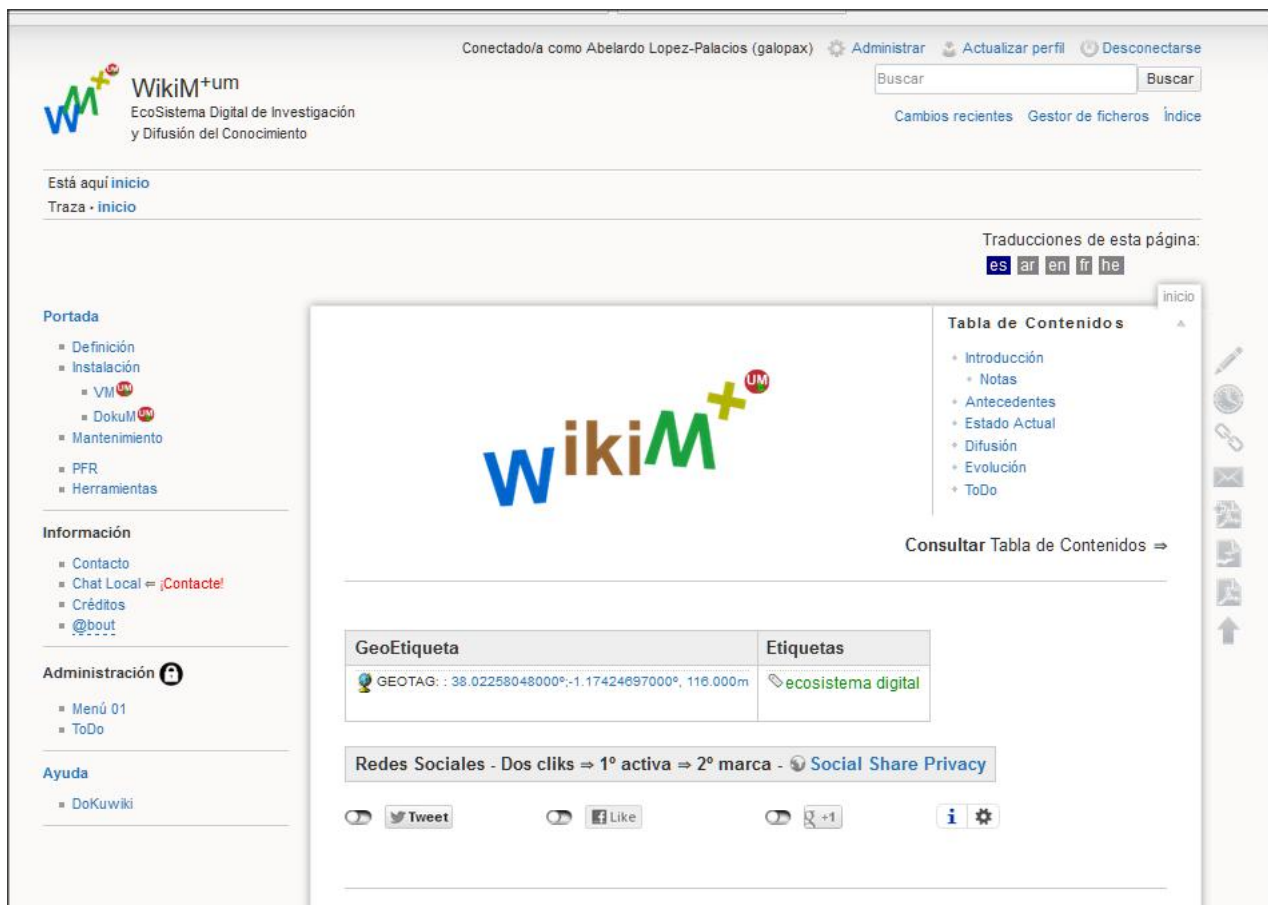 Conectado/a como Abelardo Lopez-Palacios (galopax) Administrar Actualizar perfil Desconectarse
WM+UM
WikiM+um
EcoSistema Digital de Investigación
y Difusión del Conocimiento
Buscar Buscar
Cambios recientes Gestor de ficheros Índice
Está aquí inicio
Traza • inicio
Traducciones de esta página:
es ar en fr he
inicio
Portada
Definición
Instalación
VM UM
DokuM UM
Mantenimiento
PFR
Herramientas
Información
Contacto
Chat Local ⇐ ¡Contacte!
Créditos
@bout
Administración
Menú 01
ToDo
Ayuda
DoKuwiki
WikiM+UM
Tabla de Contenidos
Introducción
Notas
Antecedentes
Estado Actual
Difusión
Evolución
ToDo
Consultar Tabla de Contenidos ⇒
GeoEtiqueta Etiquetas
GEOTAG: : 38.02258048000º;-1.17424697000º, 116.000m ecosistema digital
Redes Sociales - Dos cliks ⇒ 1º activa ⇒ 2º marca - Social Share Privacy
Tweet Like g +1 i